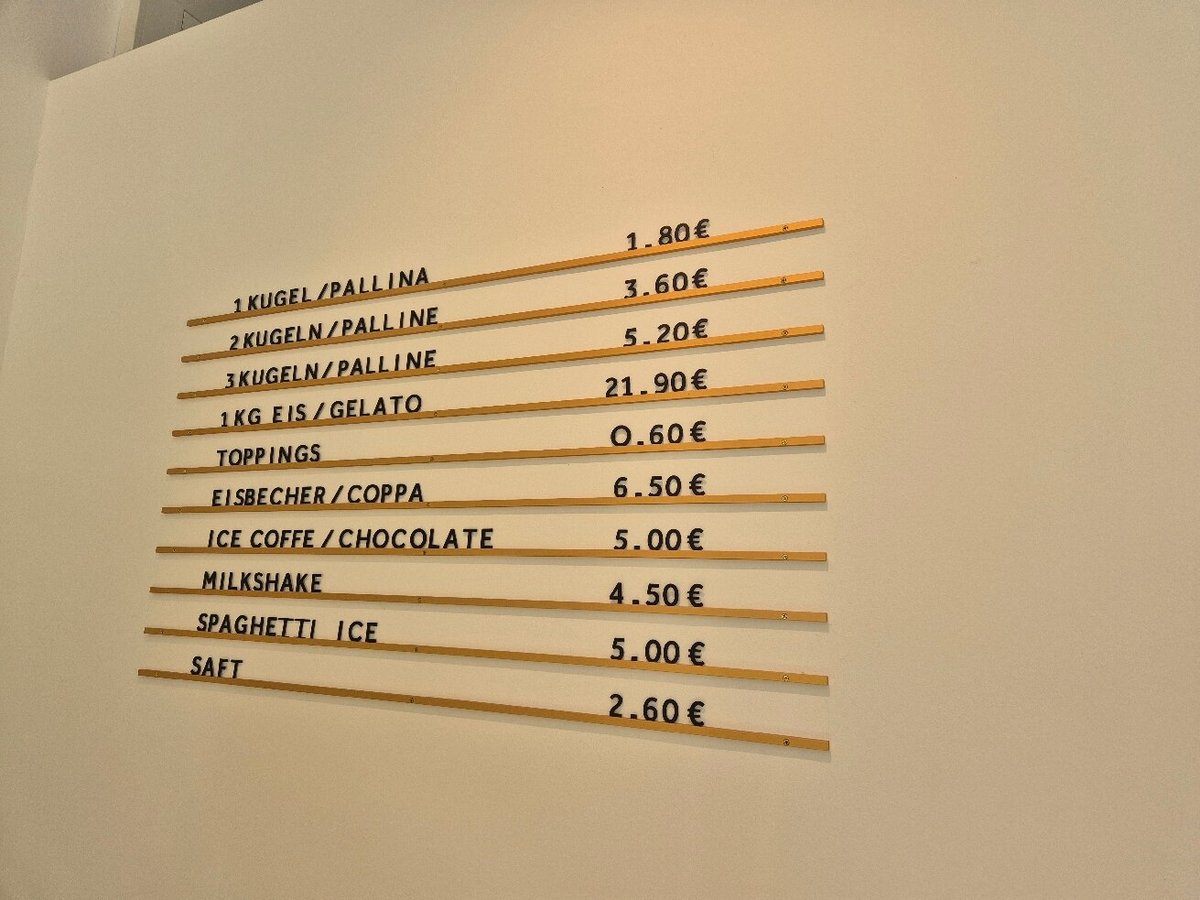 1 KUGEL/PALLINA 1.80€
2 KUGELN/PALLINE 3.60€
3 KUGELN/PALLINE 5.20€
1 KG EIS/GELATO 21.90€
TOPPINGS 0.60€
EISBECHER/COPPA 6.50€
ICE COFFE/CHOCOLATE 5.00€
MILKSHAKE 4.50€
SPAGHETTI ICE 5.00€
SAFT 2.60€